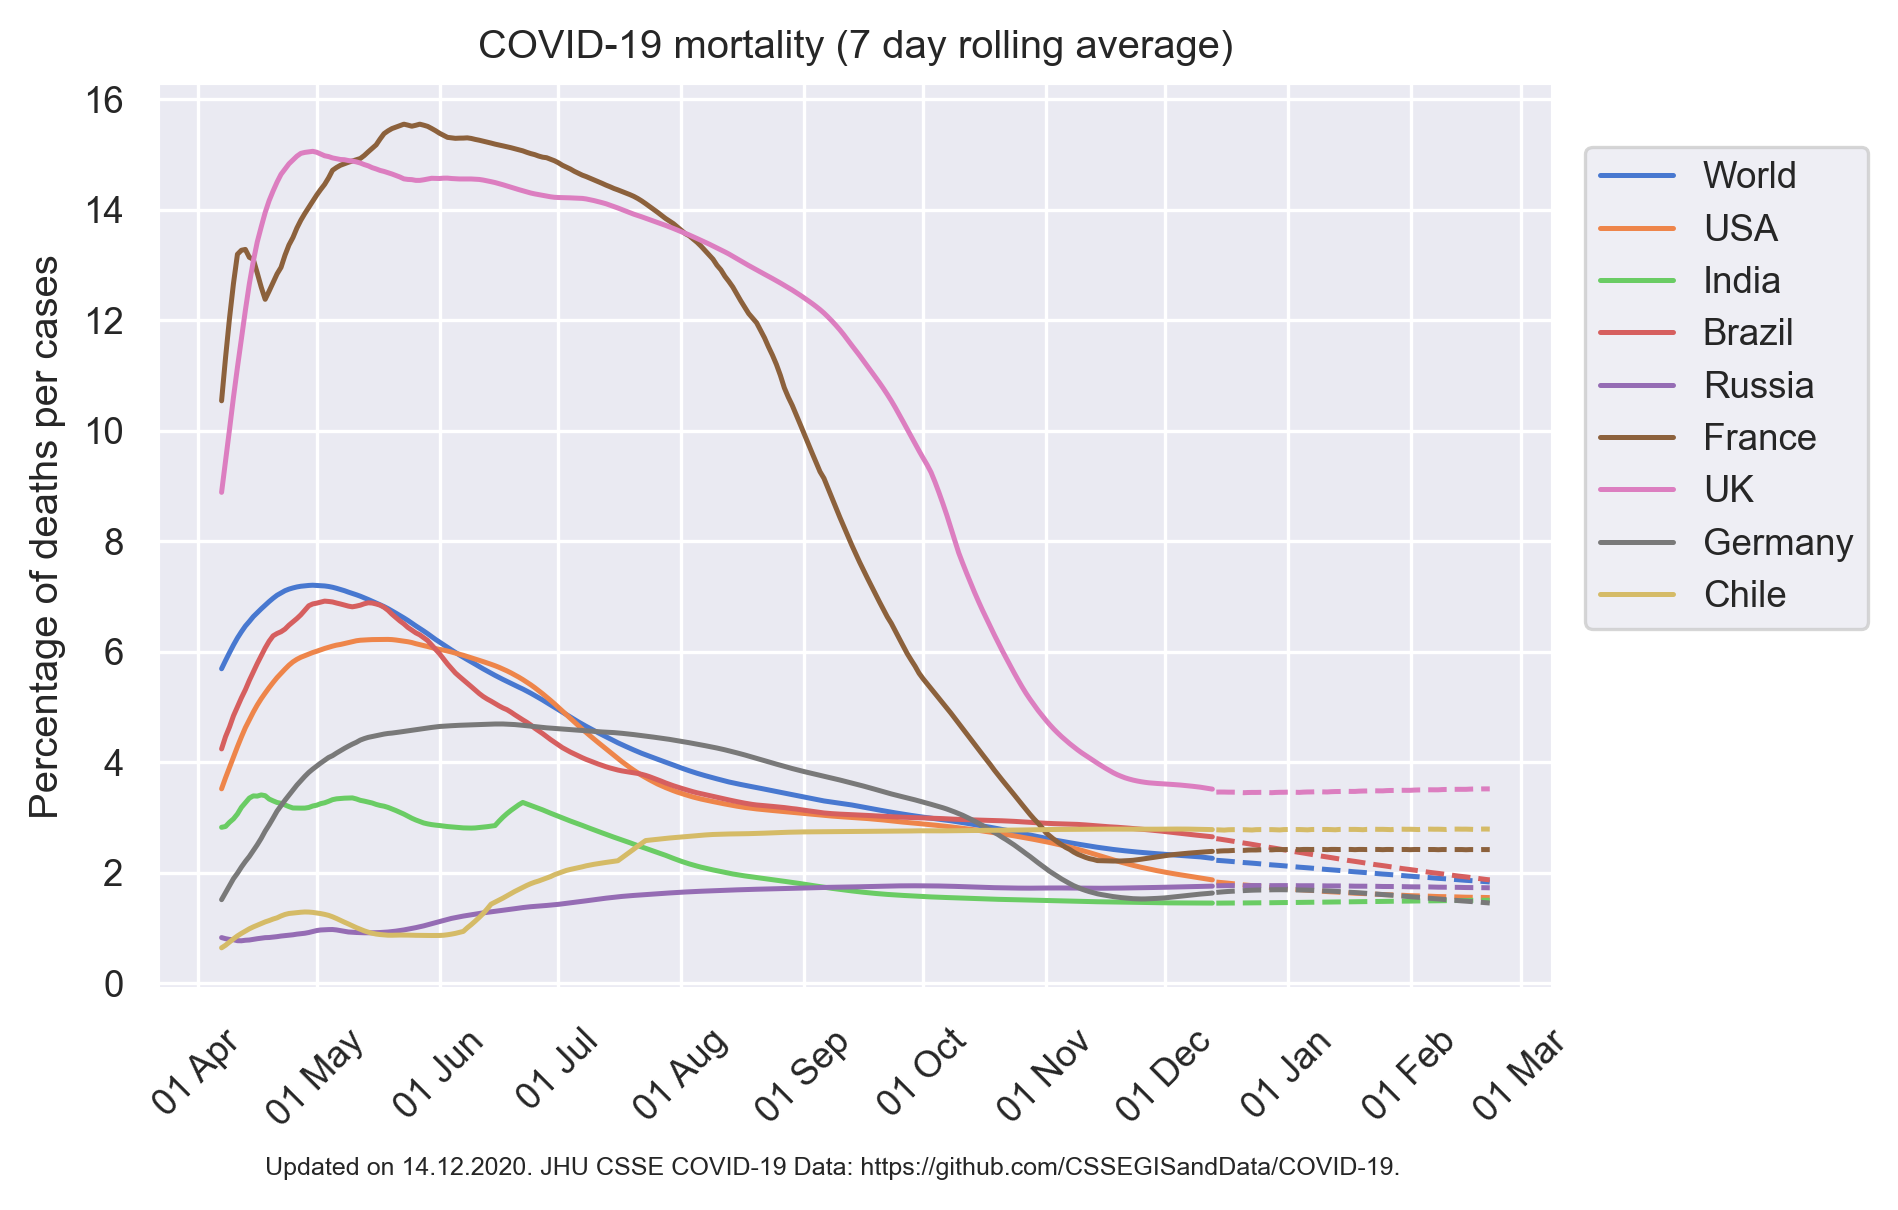 COVID-19 mortality (7 day rolling average)
Percentage of deaths per cases
16
14
12
10
8
6
4
2
0
01 Apr
01 May
01 Jun
01 Jul
01 Aug
01 Sep
01 Oct
01 Nov
01 Dec
01 Jan
01 Feb
01 Mar
World
USA
India
Brazil
Russia
France
UK
Germany
Chile
Updated on 14.12.2020. JHU CSSE COVID-19 Data: https://github.com/CSSEGISandData/COVID-19.